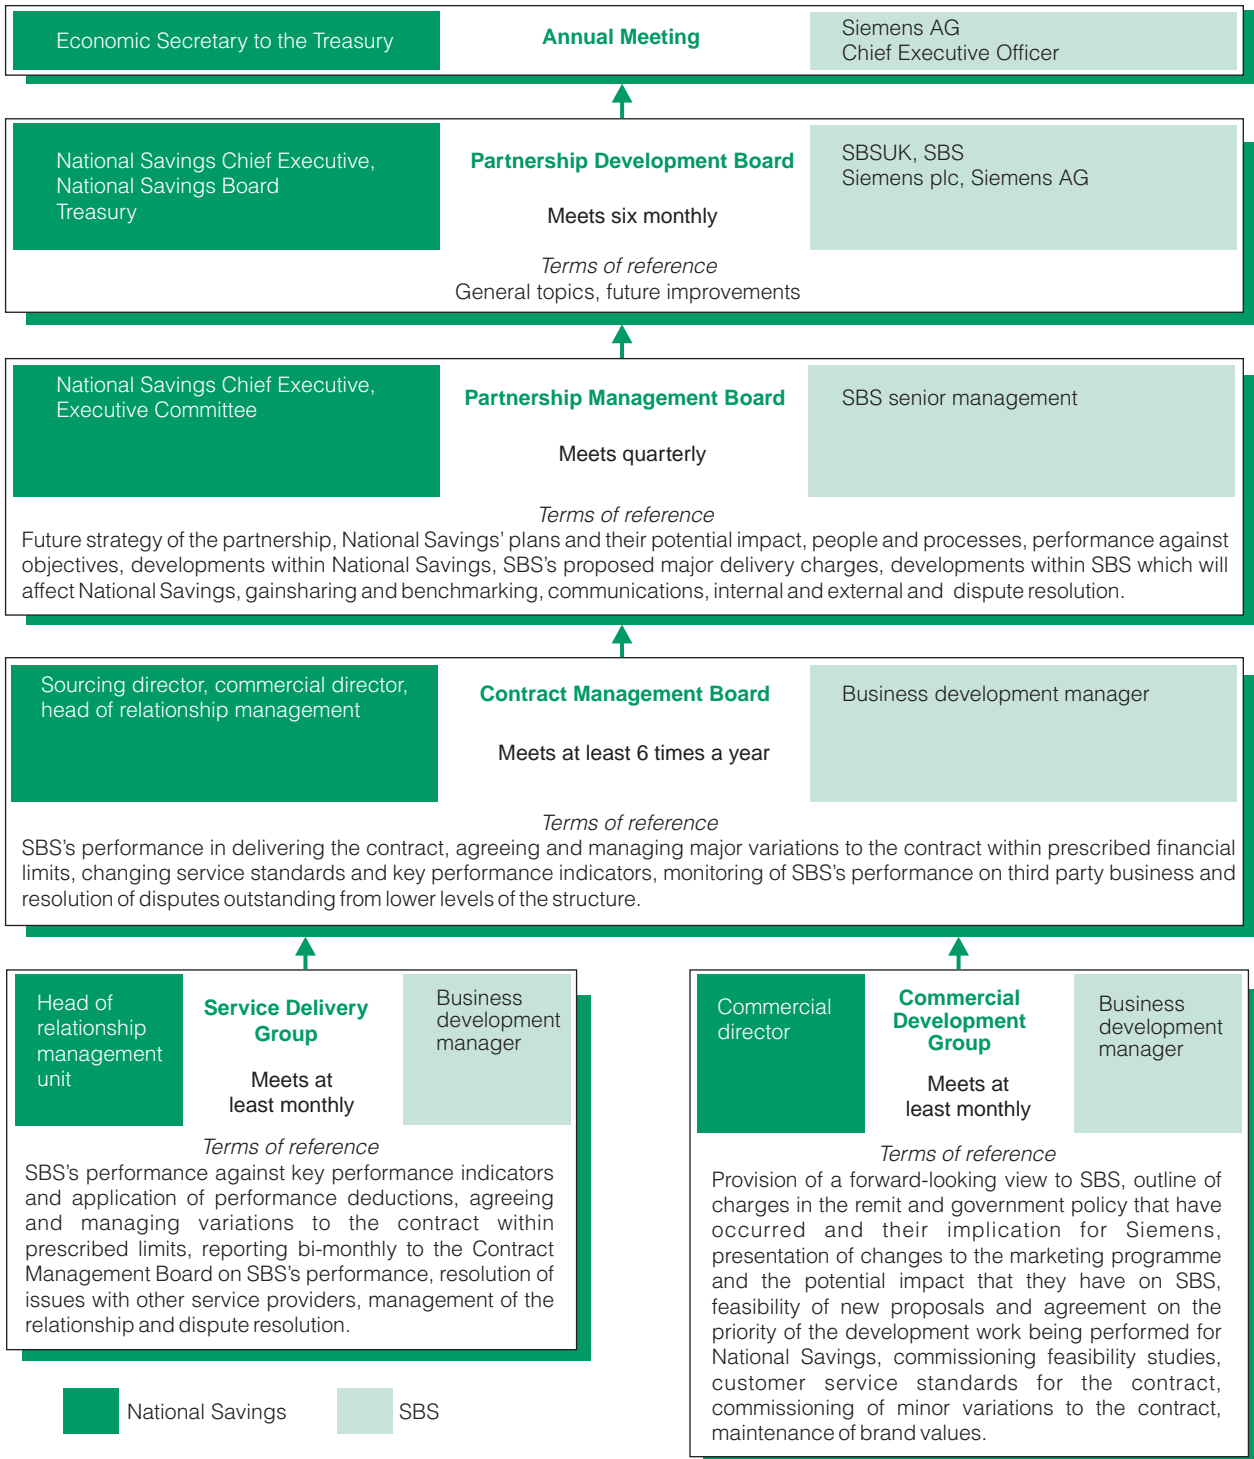 Economic Secretary to the Treasury
Annual Meeting
Siemens AG
Chief Executive Officer
National Savings Chief Executive,
National Savings Board
Treasury
Partnership Development Board
Meets six monthly
SBSUK, SBS
Siemens plc, Siemens AG
Terms of reference
General topics, future improvements
National Savings Chief Executive,
Executive Committee
Partnership Management Board
Meets quarterly
SBS senior management
Terms of reference
Future strategy of the partnership, National Savings' plans and their potential impact, people and processes, performance against
objectives, developments within National Savings, SBS's proposed major delivery charges, developments within SBS which will
affect National Savings, gainsharing and benchmarking, communications, internal and external and dispute resolution.
Sourcing director, commercial director,
head of relationship management
Contract Management Board
Meets at least 6 times a year
Business development manager
Terms of reference
SBS's performance in delivering the contract, agreeing and managing major variations to the contract within prescribed financial
limits, changing service standards and key performance indicators, monitoring of SBS's performance on third party business and
resolution of disputes outstanding from lower levels of the structure.
Head of
relationship
management
unit
Service Delivery
Group
Meets at
least monthly
Business
development
manager
Terms of reference
SBS's performance against key performance indicators
and application of performance deductions, agreeing
and managing variations to the contract within
prescribed limits, reporting bi-monthly to the Contract
Management Board on SBS's performance, resolution of
issues with other service providers, management of the
relationship and dispute resolution.
Commercial
director
Commercial
Development
Group
Meets at
least monthly
Business
development
manager
Terms of reference
Provision of a forward-looking view to SBS, outline of
charges in the remit and government policy that have
occurred and their implication for Siemens,
presentation of changes to the marketing programme
and the potential impact that they have on SBS,
feasibility of new proposals and agreement on the
priority of the development work being performed for
National Savings, commissioning feasibility studies,
customer service standards for the contract,
commissioning of minor variations to the contract,
maintenance of brand values.
National Savings
SBS